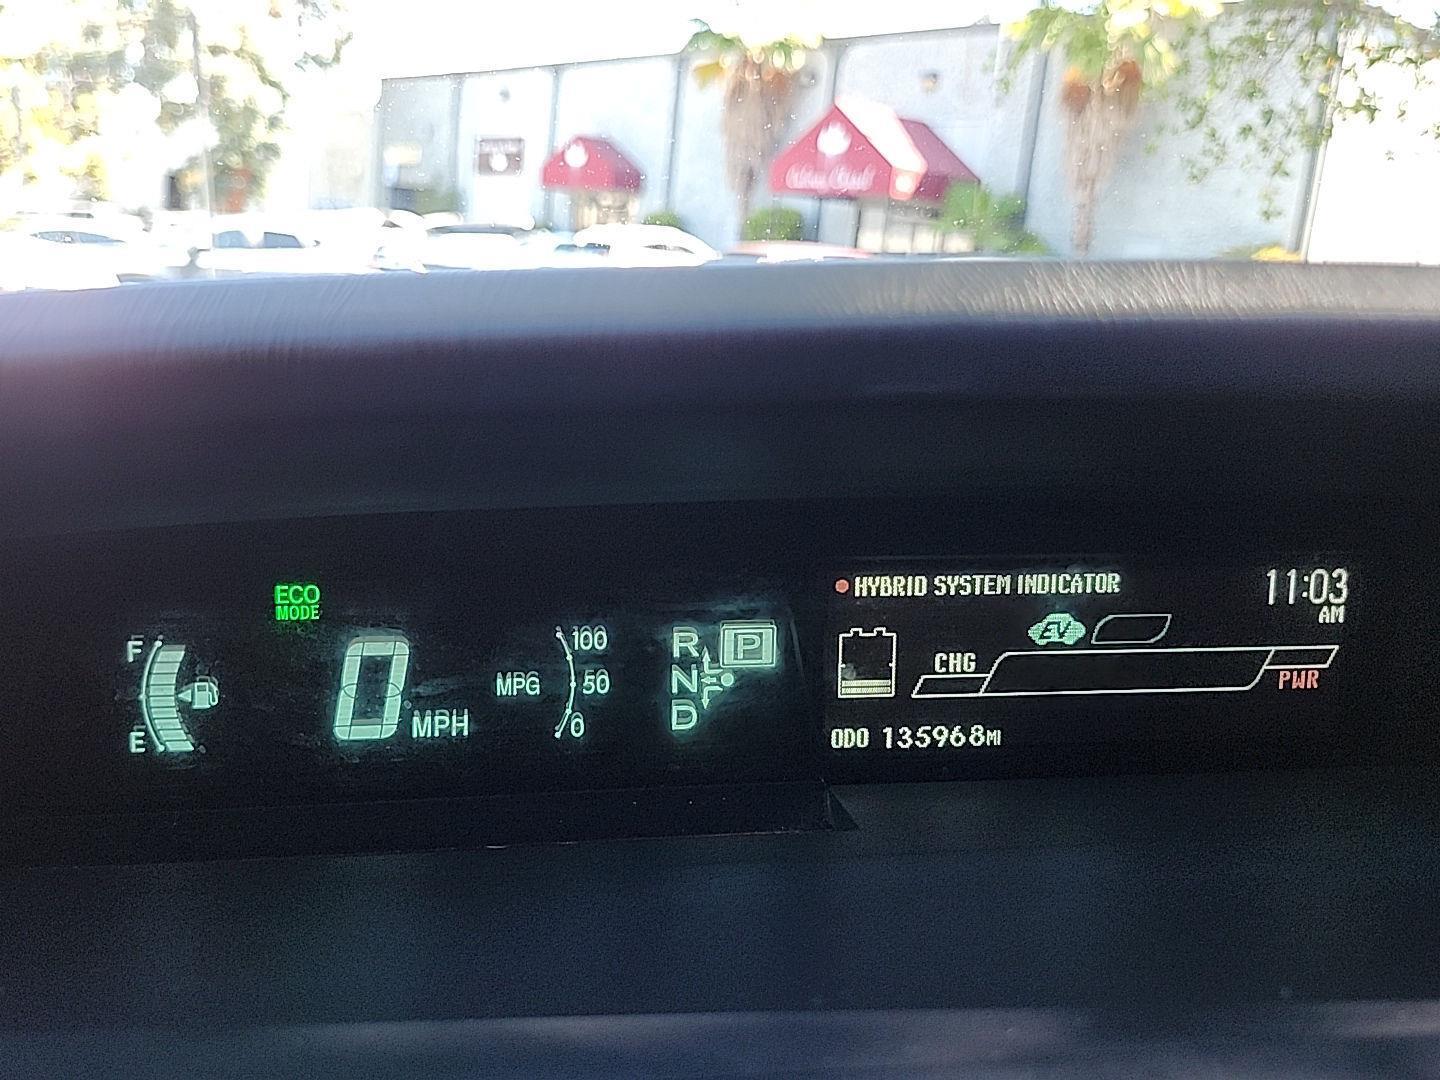 HYBRID SYSTEM INDICATOR
11:03
AM
ECO
MODE
F
E
0 MPH
MPG
100
50
0
R
N
D
P
EV
CHG
PWR
ODO 135968MI